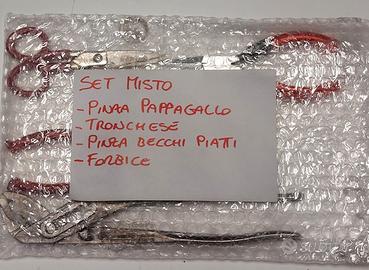 SET MISTO
- PINZA PAPPAGALLO
- TRONCHESE
- PINZA BECCHI PIATTI
- FORBICE